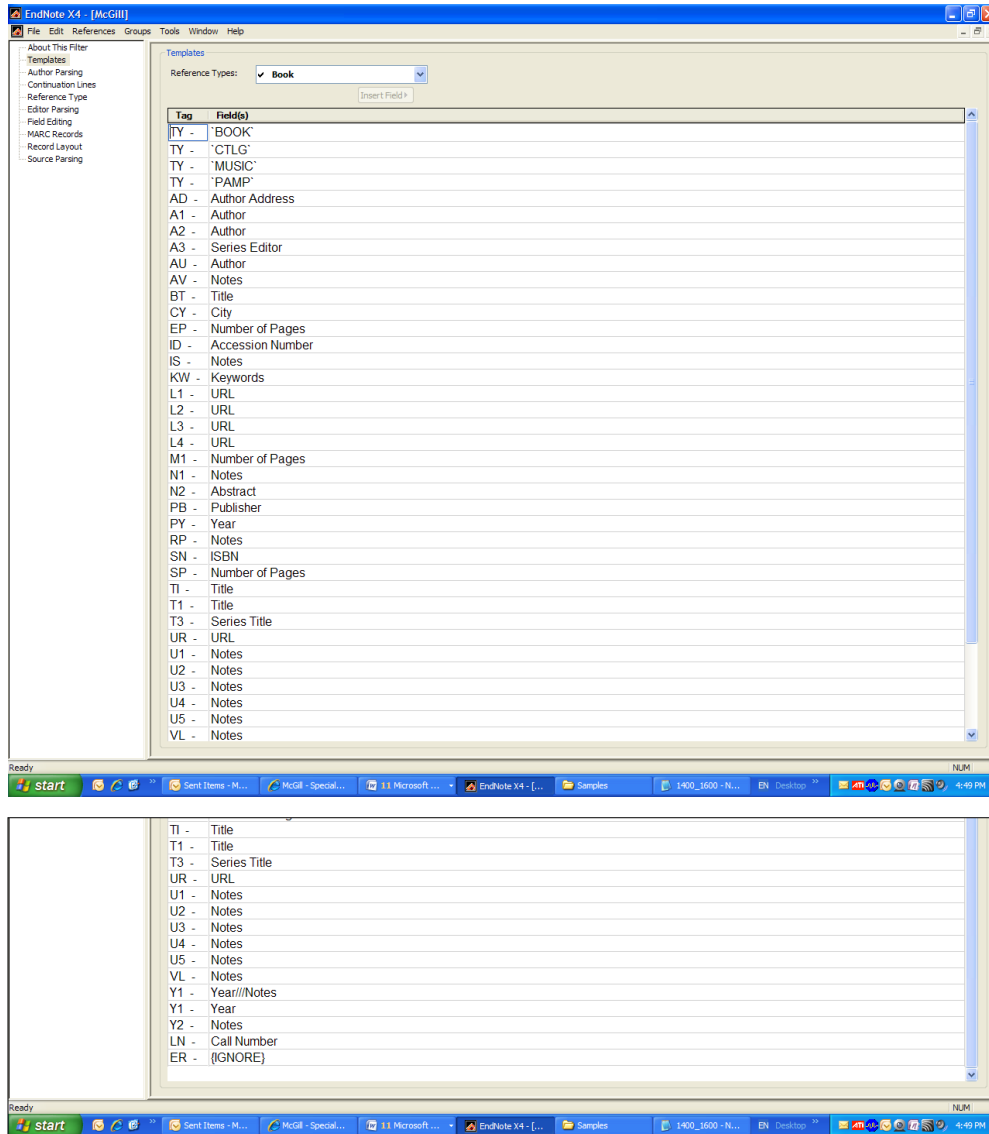 EndNote X4 - [McGill]
File Edit References Groups Tools Window Help
About This Filter
Templates
Author Parsing
Continuation Lines
Reference Type
Editor Parsing
Field Editing
MARC Records
Record Layout
Source Parsing
Templates
Reference Types: Book
Insert Field
Tag Field(s)
TY - `BOOK`
TY - `CTLG`
TY - `MUSIC`
TY - `PAMP`
AD - Author Address
A1 - Author
A2 - Author
A3 - Series Editor
AU - Author
AV - Notes
BT - Title
CY - City
EP - Number of Pages
ID - Accession Number
IS - Notes
KW - Keywords
L1 - URL
L2 - URL
L3 - URL
L4 - URL
M1 - Number of Pages
N1 - Notes
N2 - Abstract
PB - Publisher
PY - Year
RP - Notes
SN - ISBN
SP - Number of Pages
TI - Title
T1 - Title
T3 - Series Title
UR - URL
U1 - Notes
U2 - Notes
U3 - Notes
U4 - Notes
U5 - Notes
VL - Notes
Ready NUM
start Sent Items - M... McGill - Special... 11 Microsoft ... EndNote X4 - [... Samples 1400_1600 - N... EN Desktop 4:49 PM
TI - Title
T1 - Title
T3 - Series Title
UR - URL
U1 - Notes
U2 - Notes
U3 - Notes
U4 - Notes
U5 - Notes
VL - Notes
Y1 - Year///Notes
Y1 - Year
Y2 - Notes
LN - Call Number
ER - {IGNORE}
Ready NUM
start Sent Items - M... McGill - Special... 11 Microsoft ... EndNote X4 - [... Samples 1400_1600 - N... EN Desktop 4:49 PM